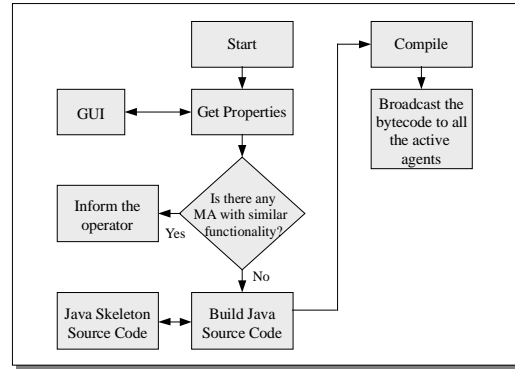 Start
Compile
GUI
Get Properties
Broadcast the
bytecode to all
the active
agents
Is there any
MA with similar
functionality?
Inform the
operator
Yes
No
Java Skeleton
Source Code
Build Java
Source Code